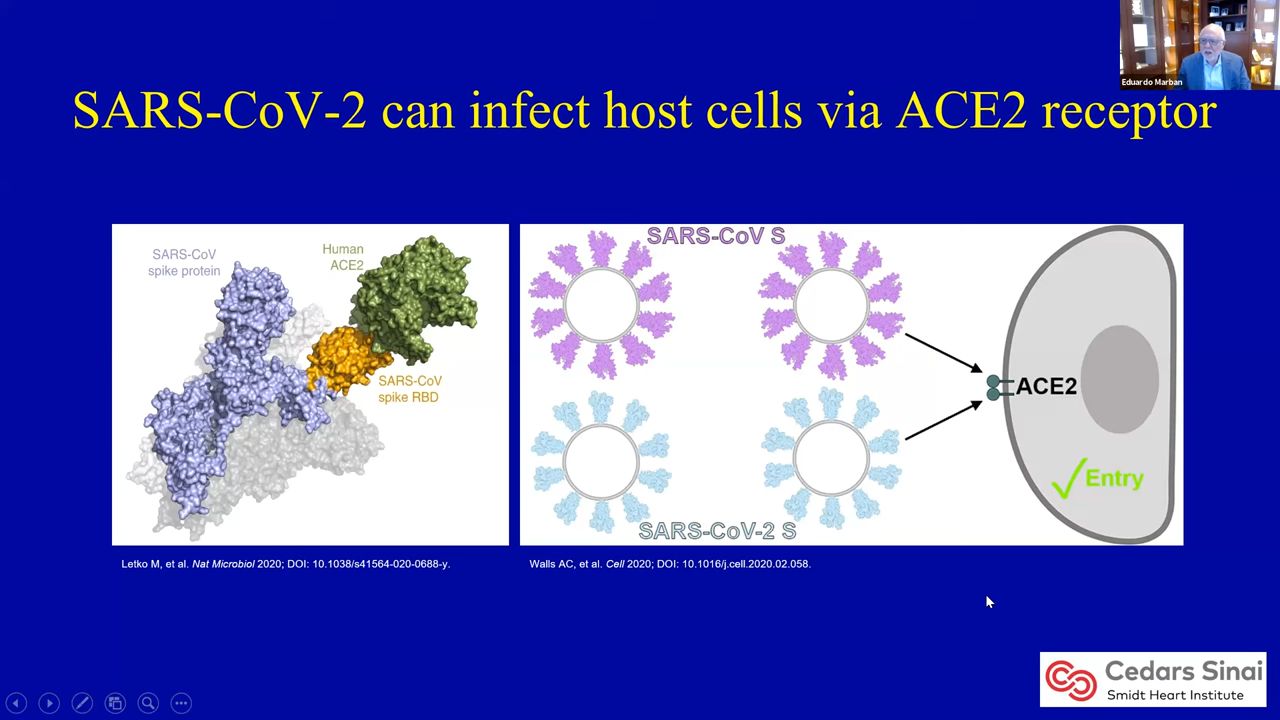 Eduardo Marban
SARS-CoV-2 can infect host cells via ACE2 receptor
SARS-CoV
spike protein
Human
ACE2
SARS-CoV
spike RBD
SARS-CoV S
ACE2
Entry
SARS-CoV-2 S
Letko M, et al. Nat Microbiol 2020; DOI: 10.1038/s41564-020-0688-y.
Walls AC, et al. Cell 2020; DOI: 10.1016/j.cell.2020.02.058.
Cedars Sinai
Smidt Heart Institute